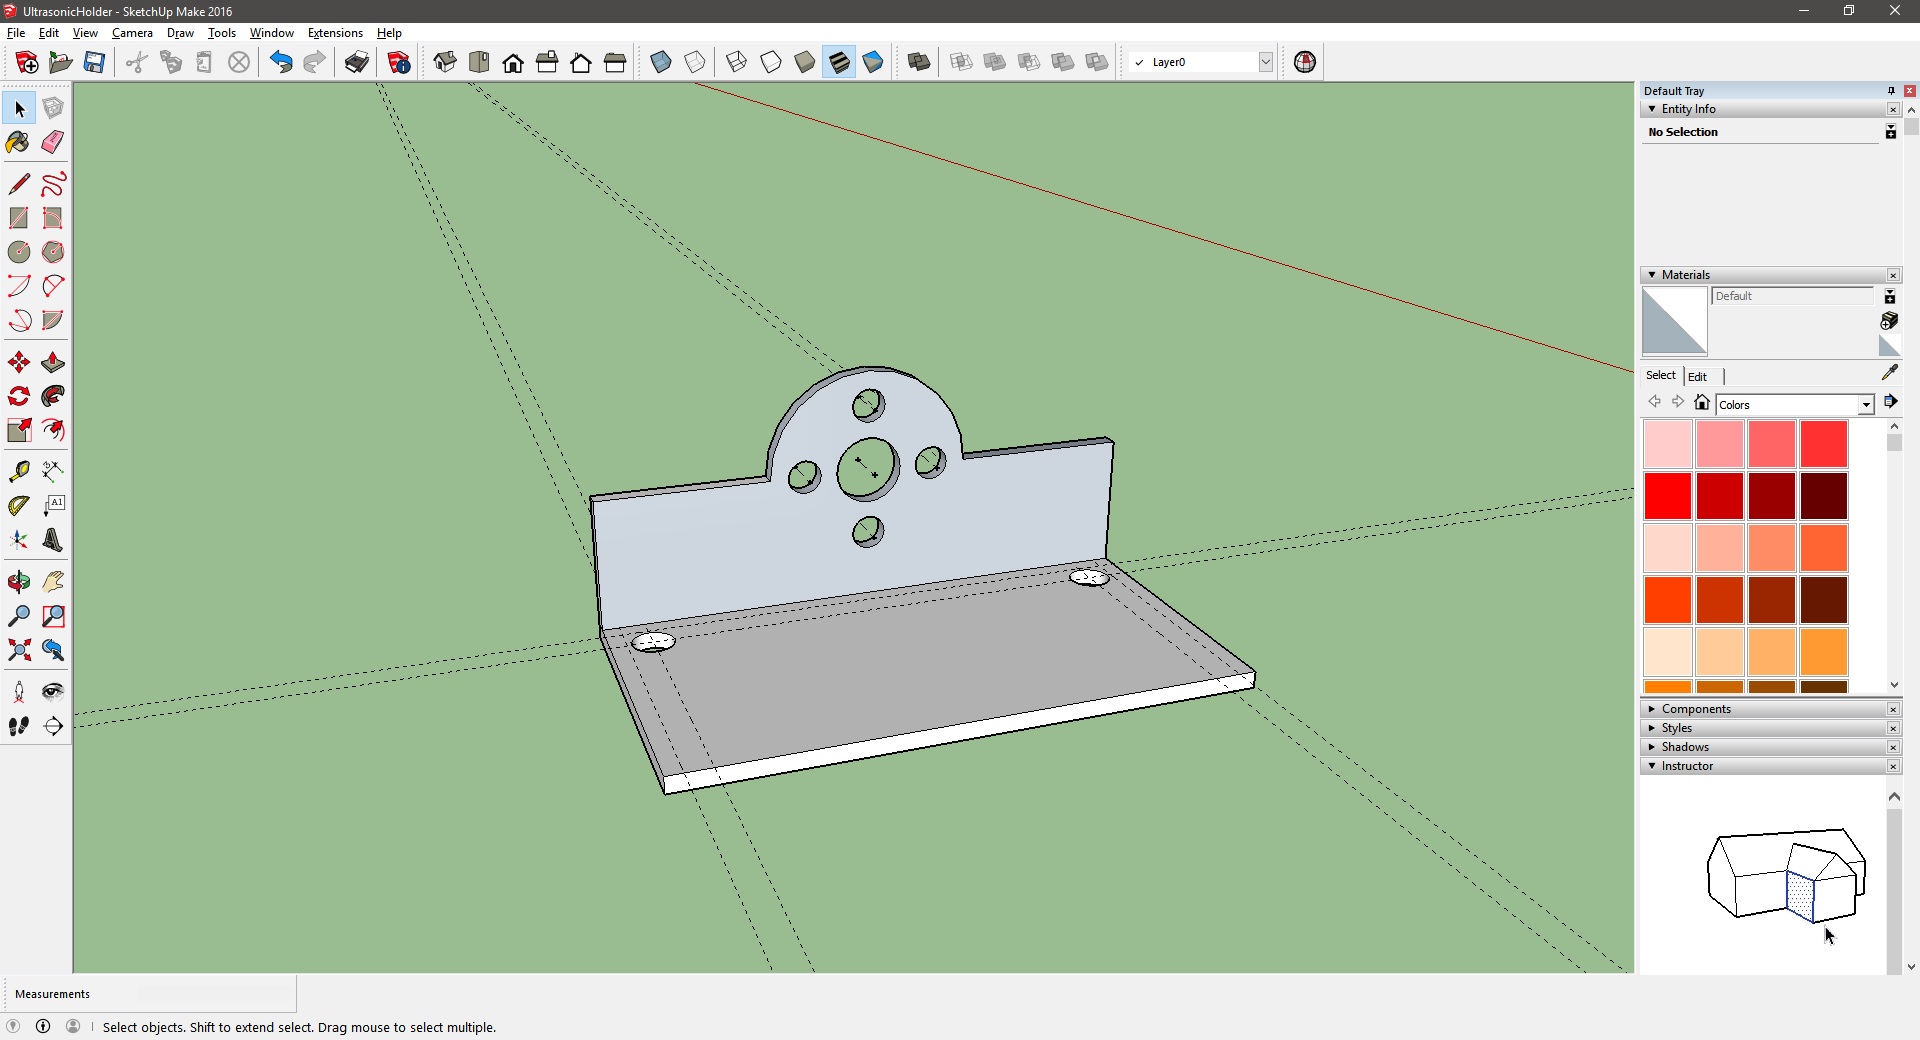 UltrasonicHolder - SketchUp Make 2016
File Edit View Camera Draw Tools Window Extensions Help
Layer0
Default Tray
Entity Info
No Selection
Materials
Default
Select Edit
Colors
A1
Components
Styles
Shadows
Instructor
Measurements
Select objects. Shift to extend select. Drag mouse to select multiple.